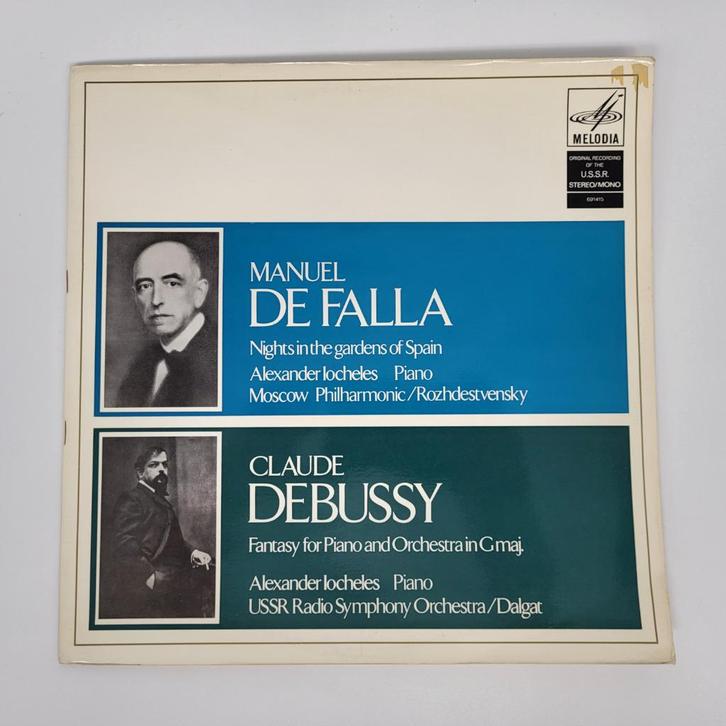 MELODIA
ORIGINAL RECORDING
OF THE
U.S.S.R.
STEREO/MONO
691415
MANUEL
DE FALLA
Nights in the gardens of Spain
Alexander Iocheles Piano
Moscow Philharmonic/Rozhdestvensky
CLAUDE
DEBUSSY
Fantasy for Piano and Orchestra in G maj.
Alexander Iocheles Piano
USSR Radio Symphony Orchestra/Dalgat